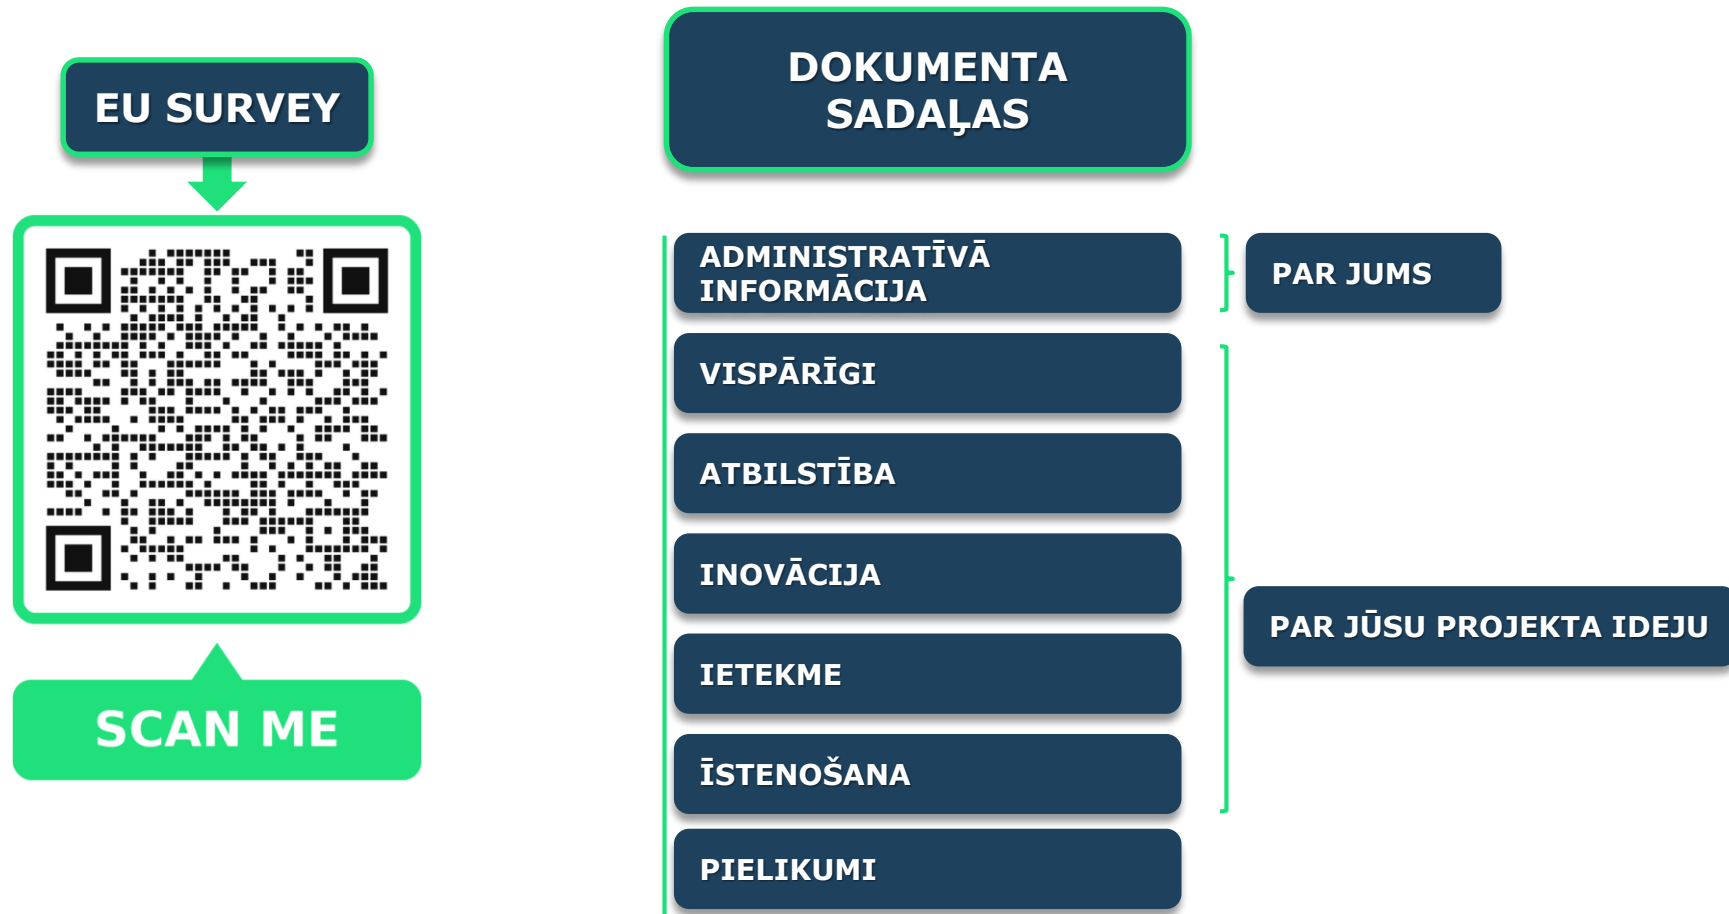 EU SURVEY
SCAN ME
DOKUMENTA
SADAĻAS
ADMINISTRATĪVĀ
INFORMĀCIJA
PAR JUMS
VISPĀRĪGI
ATBILSTĪBA
INOVĀCIJA
IETEKME
ĪSTENOŠANA
PAR JŪSU PROJEKTA IDEJU
PIELIKUMI